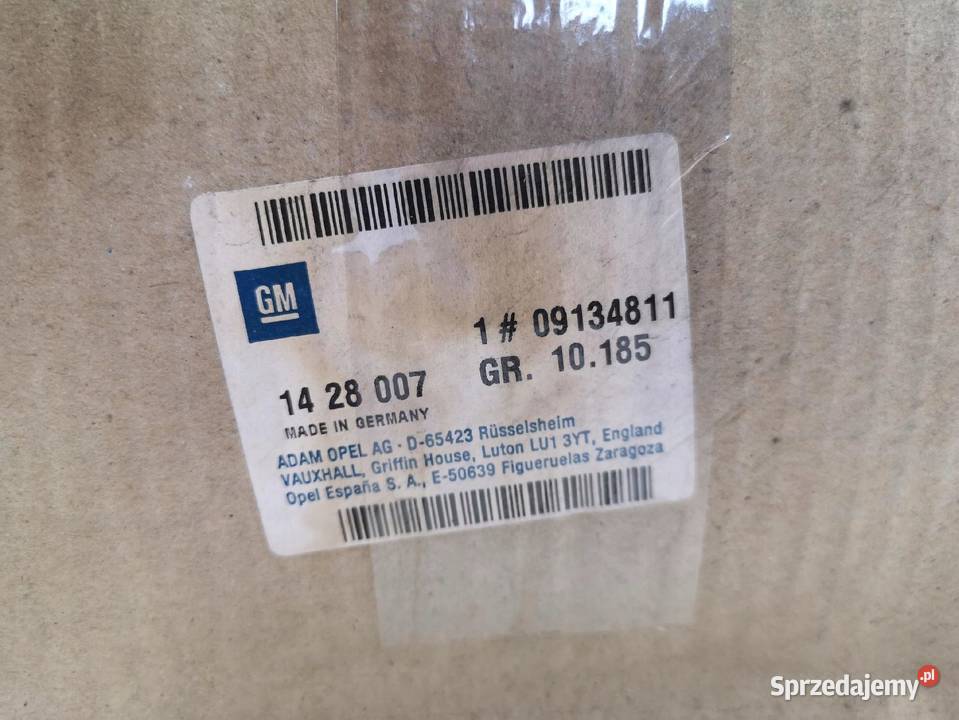 GM
1 # 09134811
14 28 007
GR. 10.185
MADE IN GERMANY
ADAM OPEL AG · D-65423 Rüsselsheim
VAUXHALL, Griffin House, Luton LU1 3YT, England
Opel España S. A., E-50639 Figueruelas Zaragoza
Sprzedajemy.pl